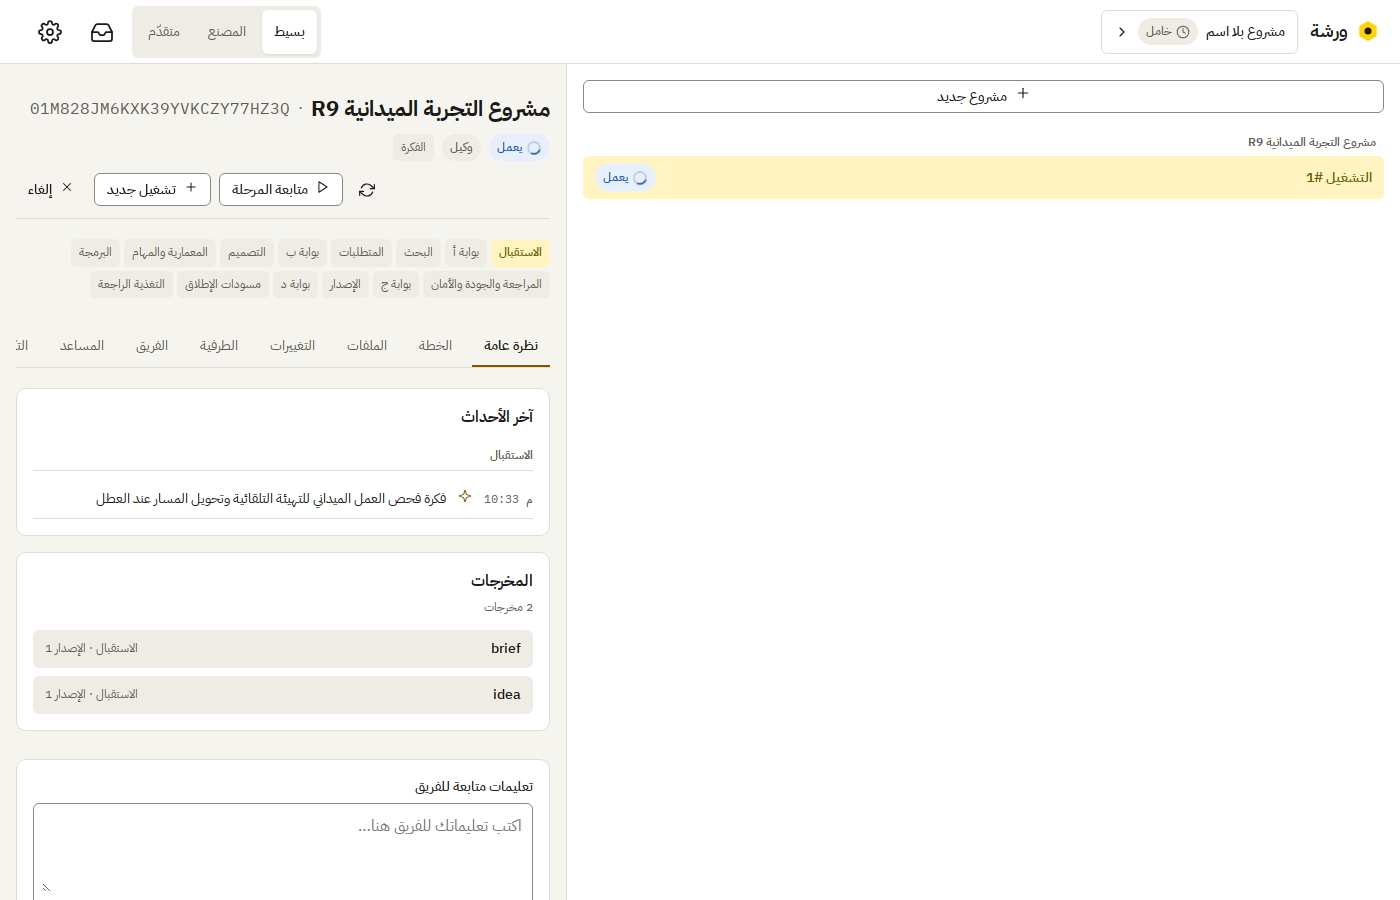 ورشة
مشروع بلا اسم
خامل
بسيط
المصنع
متقدّم
مشروع جديد
مشروع التجربة الميدانية R9
التشغيل #1
يعمل
مشروع التجربة الميدانية R9 · 01M828JM6KXK39YVKCZY77HZ3Q
يعمل
وكيل
الفكرة
متابعة المرحلة
تشغيل جديد
إلغاء
الاستقبال
بوابة أ
البحث
المتطلبات
بوابة ب
التصميم
المعمارية والمهام
البرمجة
المراجعة والجودة والأمان
بوابة ج
الإصدار
بوابة د
مسودات الإطلاق
التغذية الراجعة
نظرة عامة
الخطة
الملفات
التغييرات
الطرفية
الفريق
المساعد
آخر الأحداث
الاستقبال
10:33 م
فكرة فحص العمل الميداني للتهيئة التلقائية وتحويل المسار عند العطل
المخرجات
2 مخرجات
brief
الاستقبال · الإصدار 1
idea
الاستقبال · الإصدار 1
تعليمات متابعة للفريق
اكتب تعليماتك للفريق هنا...